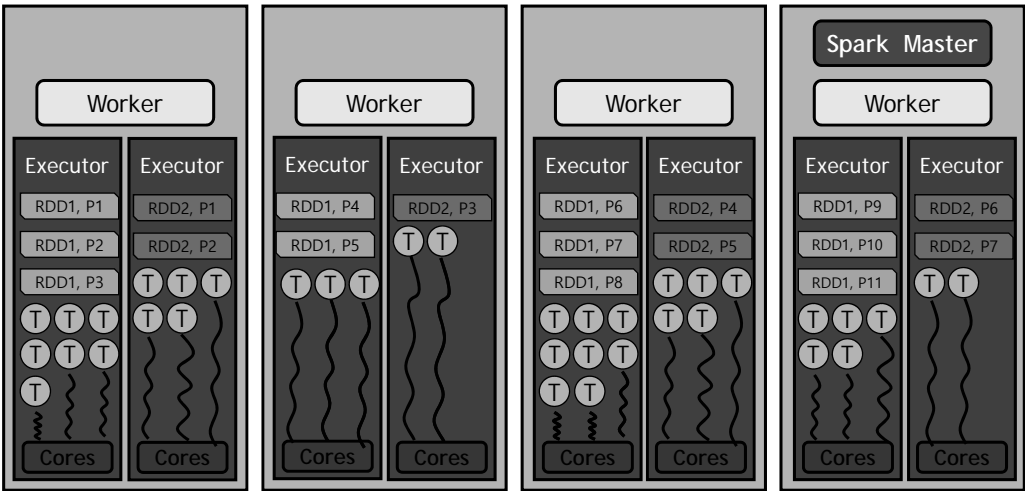 Spark Master
Worker
Worker
Worker
Worker
Executor
RDD1, P1
RDD1, P2
RDD1, P3
T T T
T T T
T
Cores
Executor
RDD2, P1
RDD2, P2
T T T
T T
Cores
Executor
RDD1, P4
RDD1, P5
T T T
Cores
Executor
RDD2, P3
T T
Cores
Executor
RDD1, P6
RDD1, P7
RDD1, P8
T T T
T T T
T T
Cores
Executor
RDD2, P4
RDD2, P5
T T T
T T
Cores
Executor
RDD1, P9
RDD1, P10
RDD1, P11
T T T
T T
Cores
Executor
RDD2, P6
RDD2, P7
T T
Cores